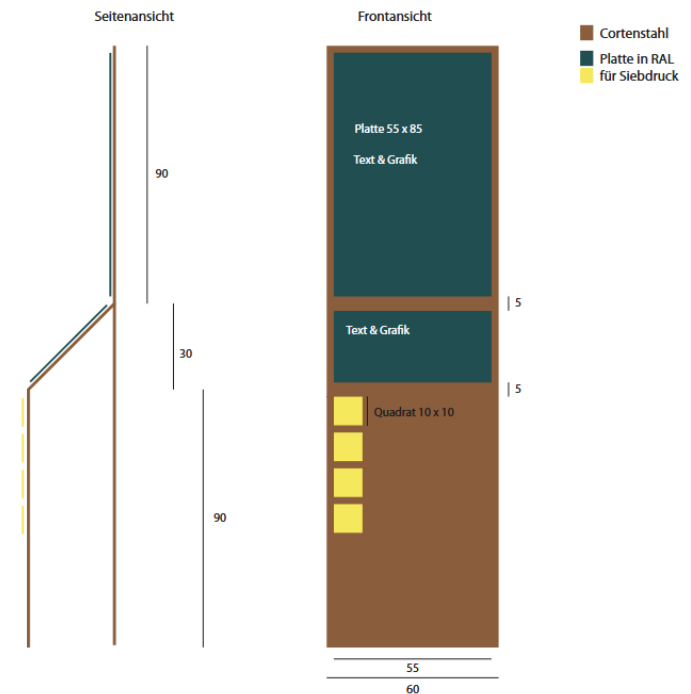 Seitenansicht
Frontansicht
Cortenstahl
Platte in RAL
für Siebdruck
Platte 55 x 85
Text & Grafik
90
5
Text & Grafik
30
5
Quadrat 10 x 10
90
55
60